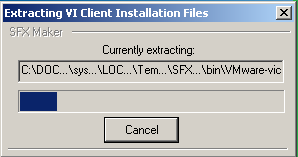 Extracting VI Client Installation Files
SFX Maker
Currently extracting:
C:\DOC...\sys...\LOC...\Tem...\SFX...\bin\VMware-vic
Cancel